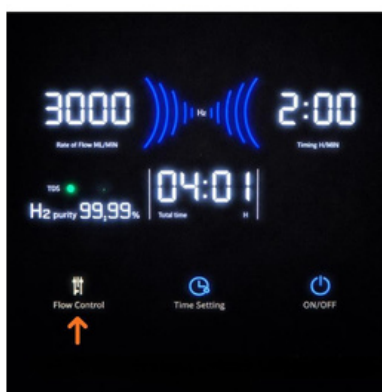 3000
Hz
2:00
Rate of Flow ML/MIN
Timing H/MIN
TDS
H2 purity 99,99%
04:01
Total time H
Flow Control
Time Setting
ON/OFF